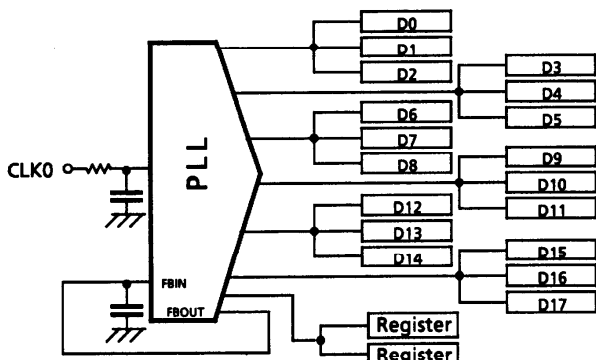 D0
D1
D2
D3
D4
D5
D6
D7
D8
D9
D10
D11
D12
D13
D14
D15
D16
D17
CLK0
PLL
FBIN
FBOUT
Register
Register